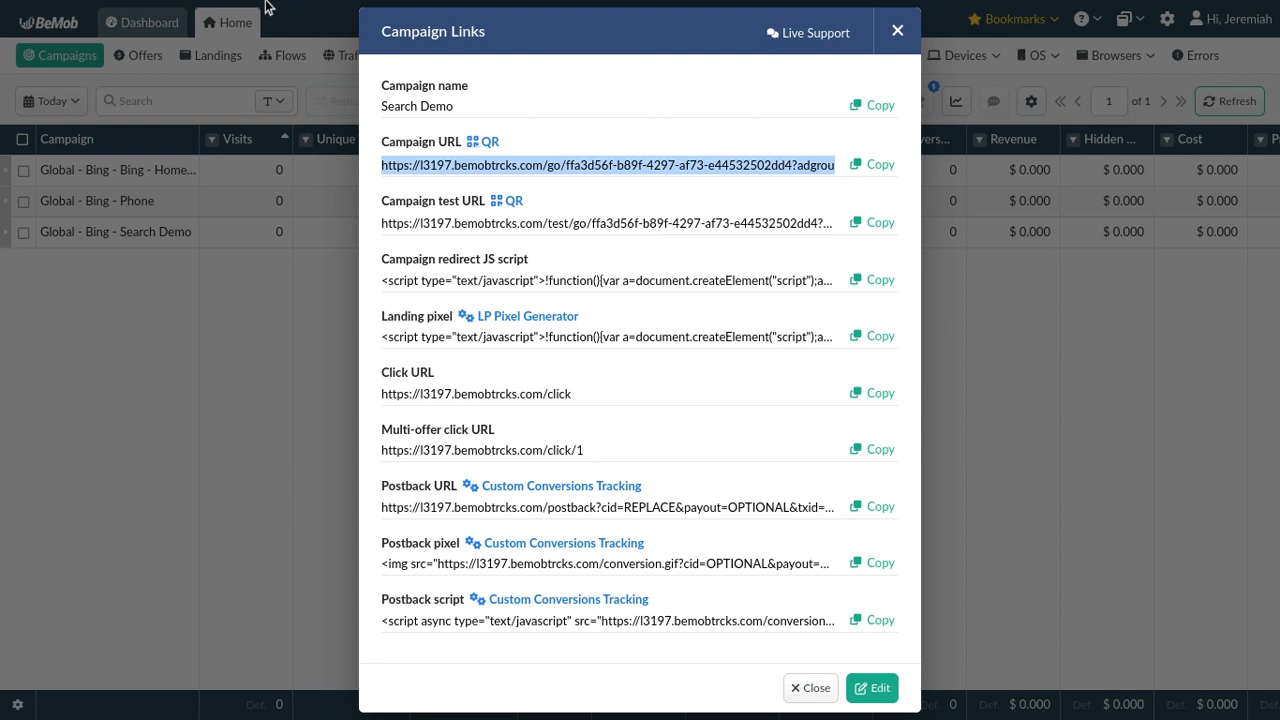 BeMob
Dashboard
Home
Bookmarks
Hi, Jeremiah
Campaigns
Offers
Landings
Flows
Devices
OS
Browsers
Errors
Today
Search
T
1
of 1
Refresh
Campaign
Visits
Unique
Revenue
Hidden ...
Cost
Global - Bing - Bing - Home...
0
$ 0.000
$ 0.000
$ 0.000
Global - Bing - Phone
0
$ 0.000
$ 0.000
$ 0.000
Global - Bing - Search Demo
0
$ 0.000
$ 0.000
$ 0.000
Def. 0
Def. 0
$ 0.000
$ 0.000
$ 0.000
Campaign Links
Live Support
Campaign name
Search Demo
Copy
Campaign URL QR
https://l3197.bemobtrcks.com/go/ffa3d56f-b89f-4297-af73-e44532502dd4?adgrou
Copy
Campaign test URL QR
https://l3197.bemobtrcks.com/test/go/ffa3d56f-b89f-4297-af73-e44532502dd4?...
Copy
Campaign redirect JS script
<script type="text/javascript">!function(){var a=document.createElement("script");a...
Copy
Landing pixel LP Pixel Generator
<script type="text/javascript">!function(){var a=document.createElement("script");a...
Copy
Click URL
https://l3197.bemobtrcks.com/click
Copy
Multi-offer click URL
https://l3197.bemobtrcks.com/click/1
Copy
Postback URL Custom Conversions Tracking
https://l3197.bemobtrcks.com/postback?cid=REPLACE&payout=OPTIONAL&txid=...
Copy
Postback pixel Custom Conversions Tracking
<img src="https://l3197.bemobtrcks.com/conversion.gif?cid=OPTIONAL&payout=...
Copy
Postback script Custom Conversions Tracking
<script async type="text/javascript" src="https://l3197.bemobtrcks.com/conversion...
Copy
Close
Edit